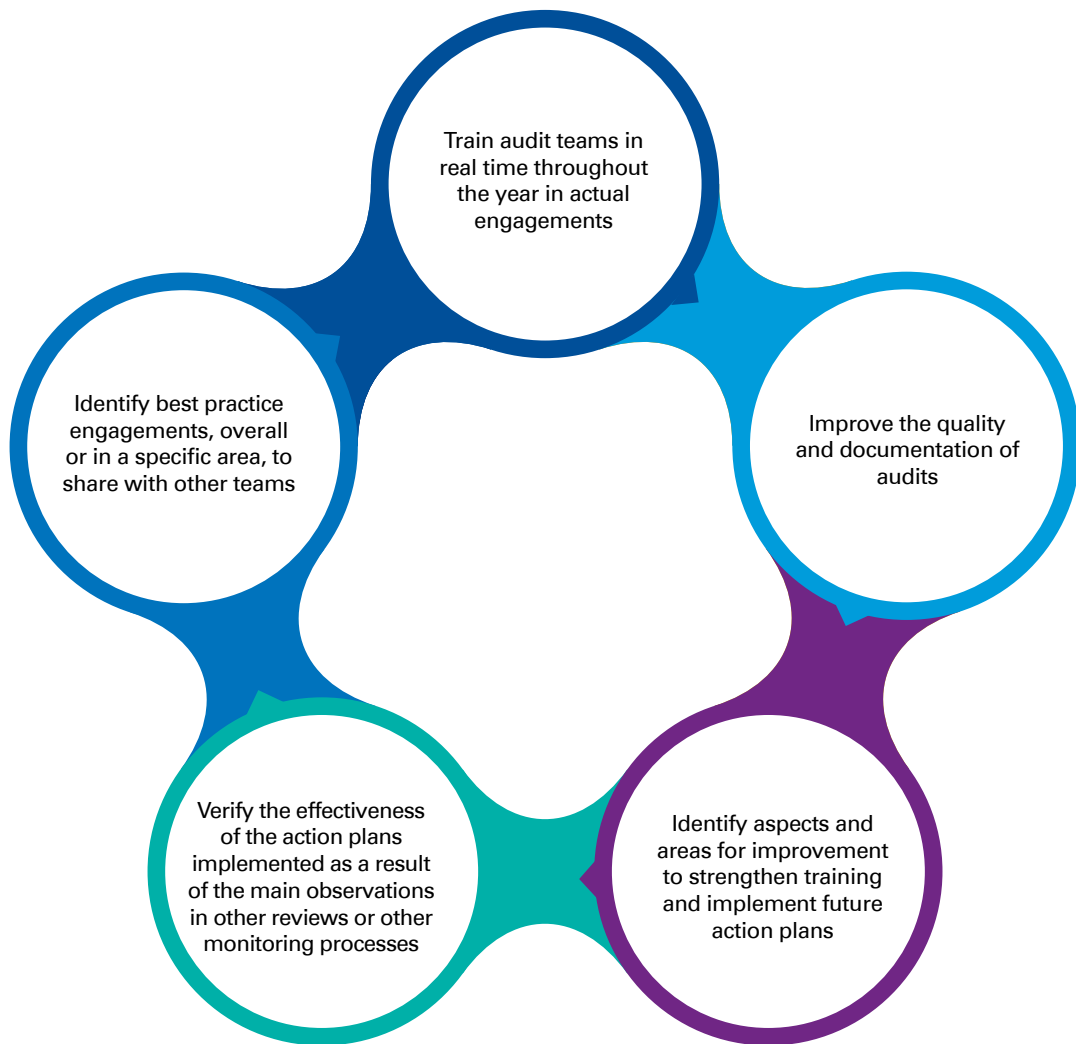 Train audit teams in
real time throughout
the year in actual
engagements
Improve the quality
and documentation of
audits
Identify aspects and
areas for improvement
to strengthen training
and implement future
action plans
Verify the effectiveness
of the action plans
implemented as a result
of the main observations
in other reviews or other
monitoring processes
Identify best practice
engagements, overall
or in a specific area, to
share with other teams